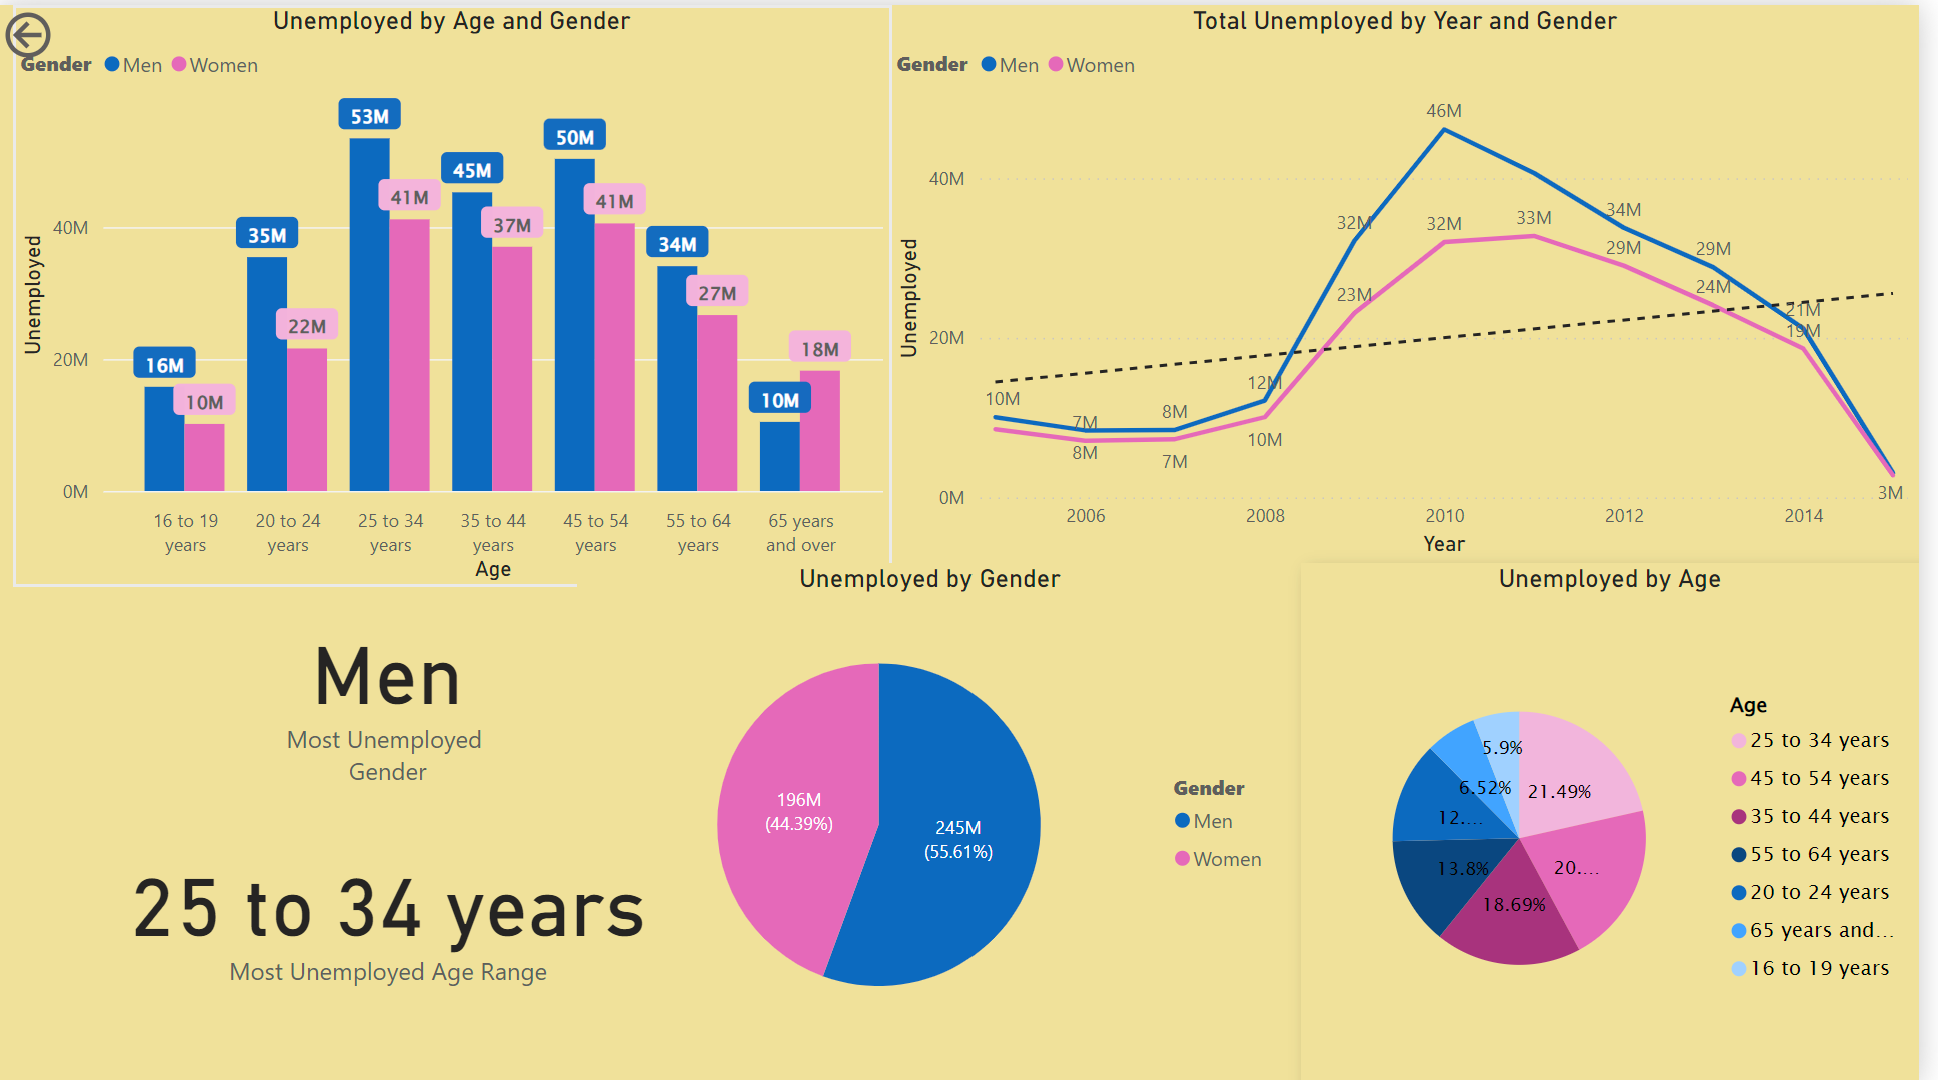 Unemployed by Age and Gender
Gender Men Women
53M
50M
45M
41M
41M
35M
37M
34M
27M
22M
16M
10M
18M
10M
40M
20M
0M
Unemployed
16 to 19 years
20 to 24 years
25 to 34 years
35 to 44 years
45 to 54 years
55 to 64 years
65 years and over
Age
Total Unemployed by Year and Gender
Gender Men Women
46M
40M
32M
32M
33M
34M
29M
29M
23M
24M
21M
19M
20M
12M
10M
7M
8M
10M
8M
7M
3M
0M
Unemployed
2006 2008 2010 2012 2014
Year
Men
Most Unemployed
Gender
25 to 34 years
Most Unemployed Age Range
Unemployed by Gender
196M
(44.39%)
245M
(55.61%)
Gender
Men
Women
Unemployed by Age
5.9%
6.52%
21.49%
12....
13.8%
20....
18.69%
Age
25 to 34 years
45 to 54 years
35 to 44 years
55 to 64 years
20 to 24 years
65 years and...
16 to 19 years